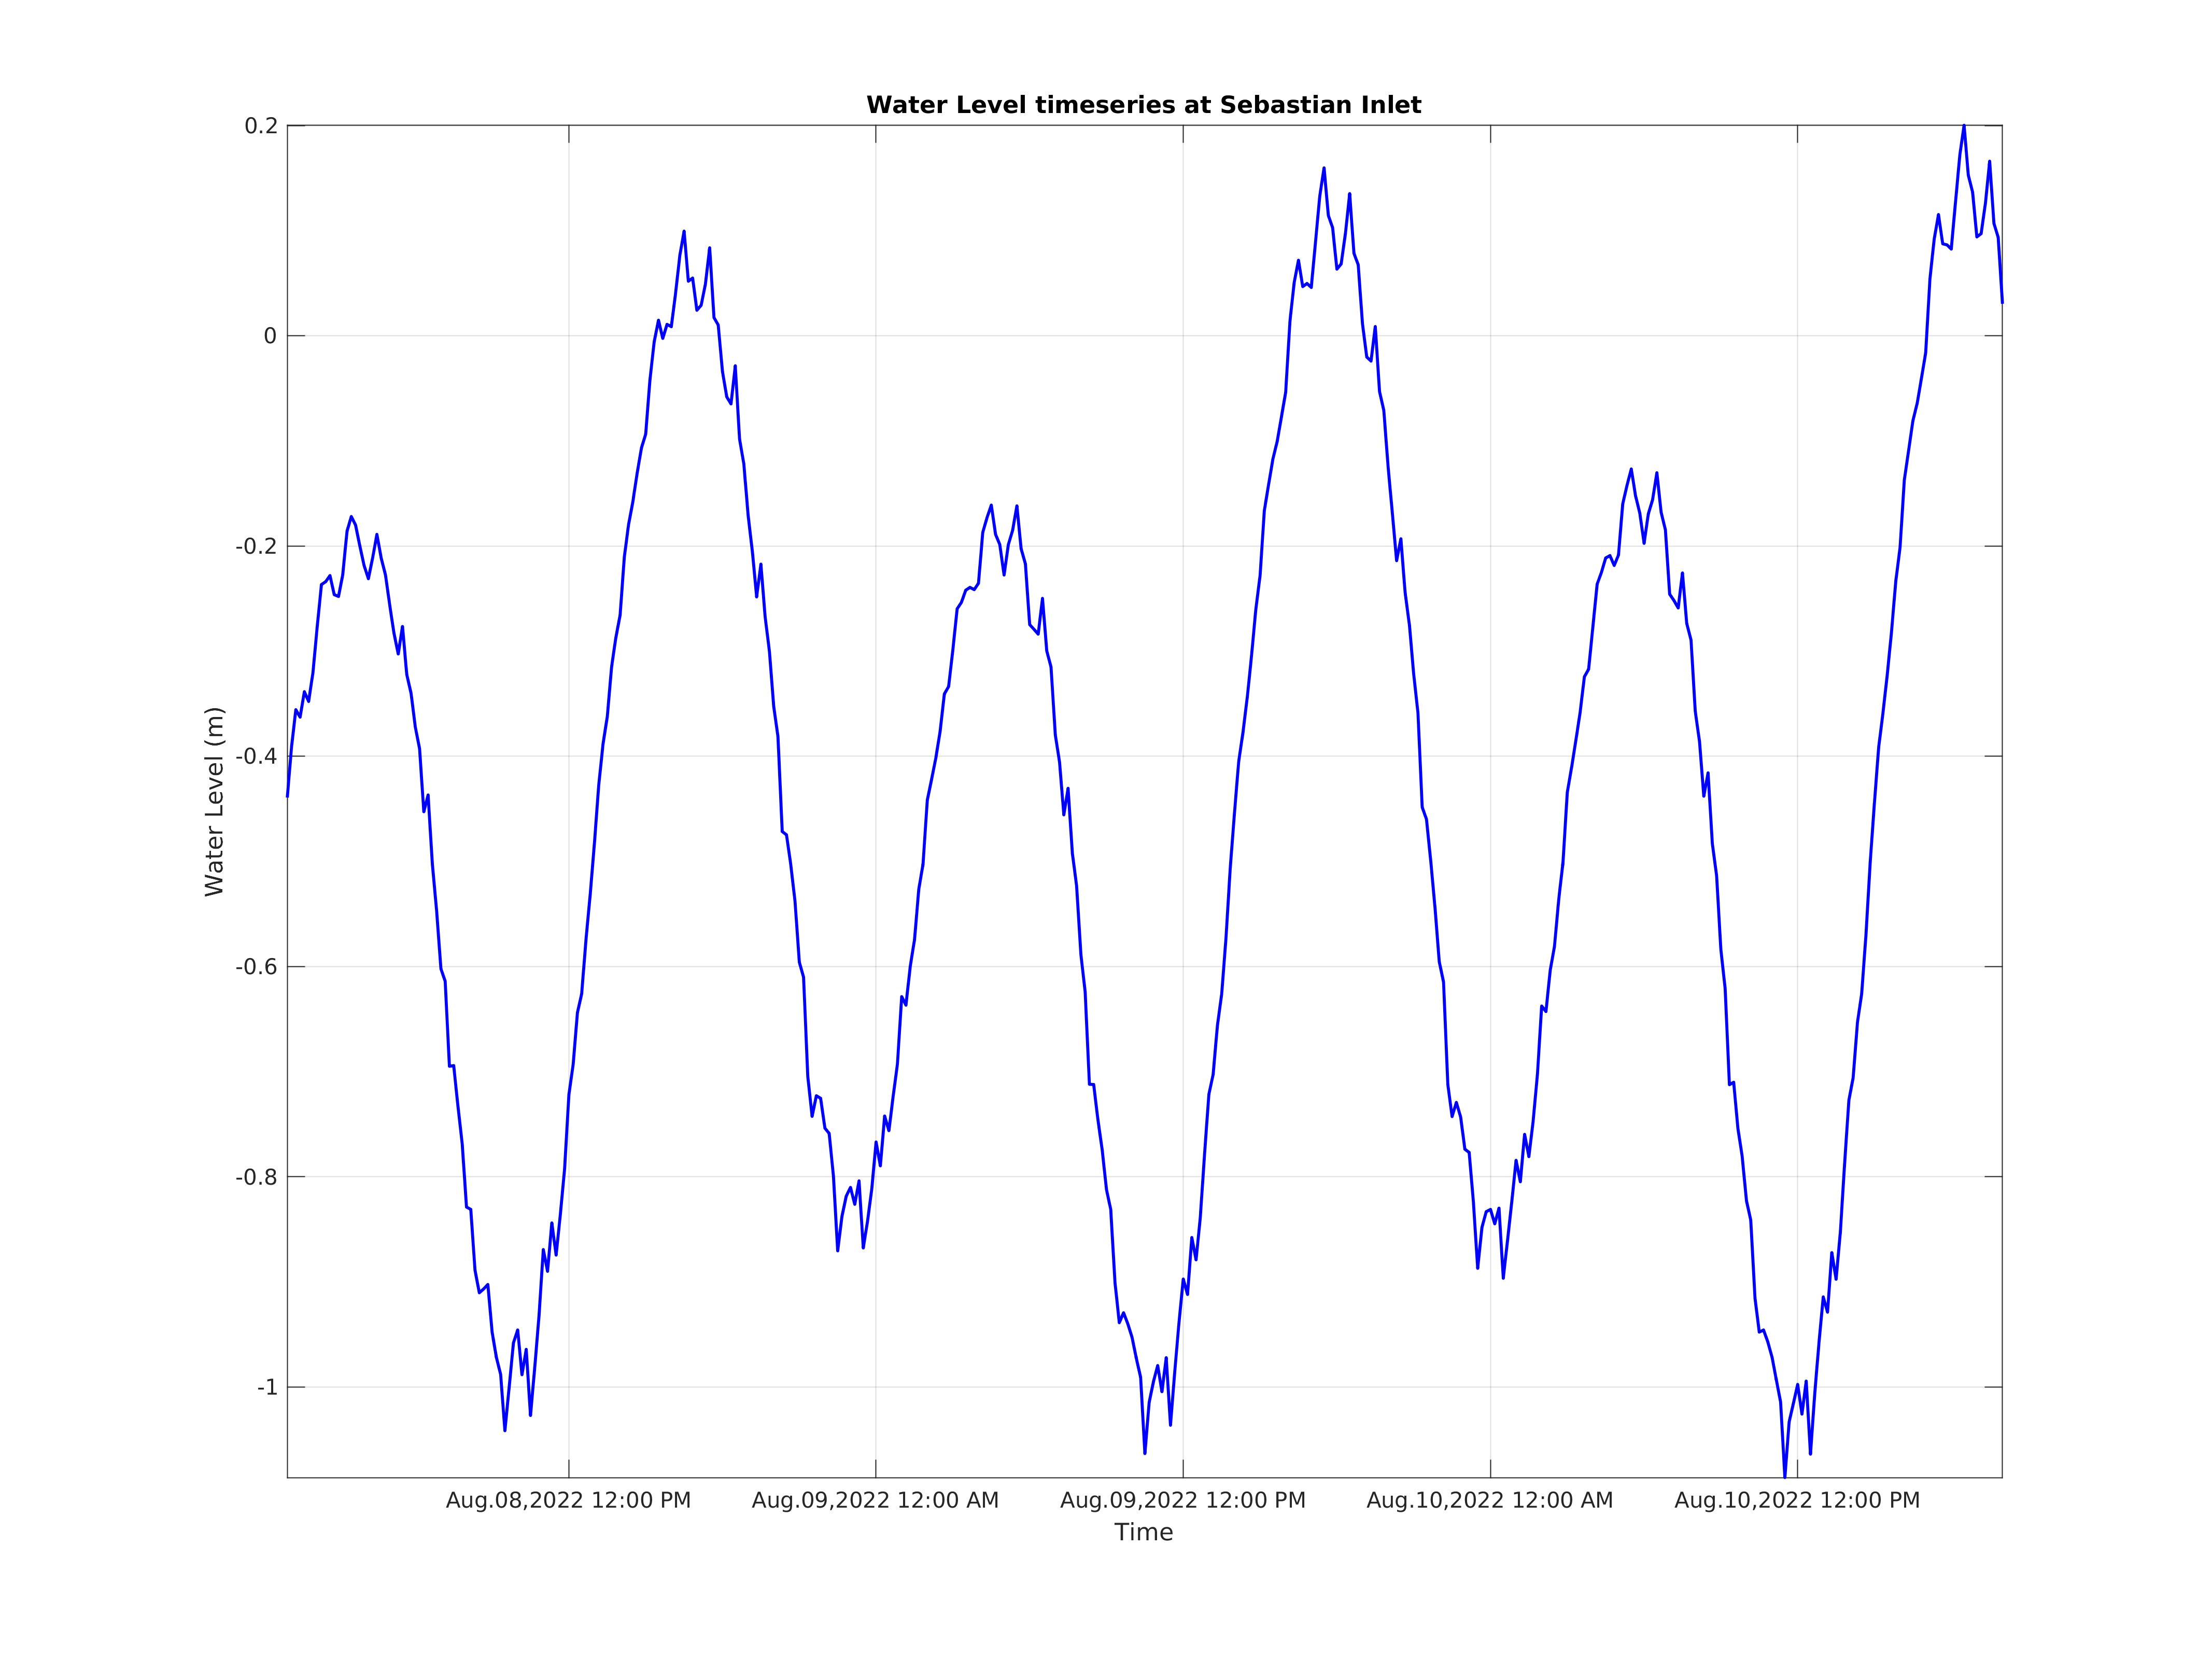 Water Level timeseries at Sebastian Inlet
0.2
0
-0.2
-0.4
-0.6
-0.8
-1
Water Level (m)
Aug.08,2022 12:00 PM
Aug.09,2022 12:00 AM
Aug.09,2022 12:00 PM
Aug.10,2022 12:00 AM
Aug.10,2022 12:00 PM
Time